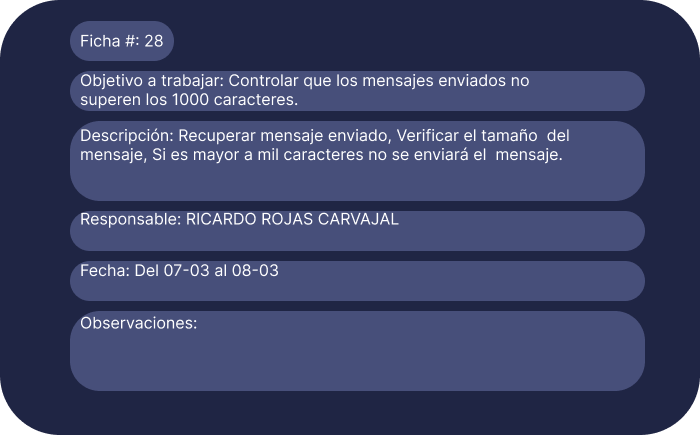 Ficha #: 28
Objetivo a trabajar: Controlar que los mensajes enviados no
superen los 1000 caracteres.
Descripción: Recuperar mensaje enviado, Verificar el tamaño  del
mensaje, Si es mayor a mil caracteres no se enviará el  mensaje.
Responsable: RICARDO ROJAS CARVAJAL
Fecha: Del 07-03 al 08-03
Observaciones: